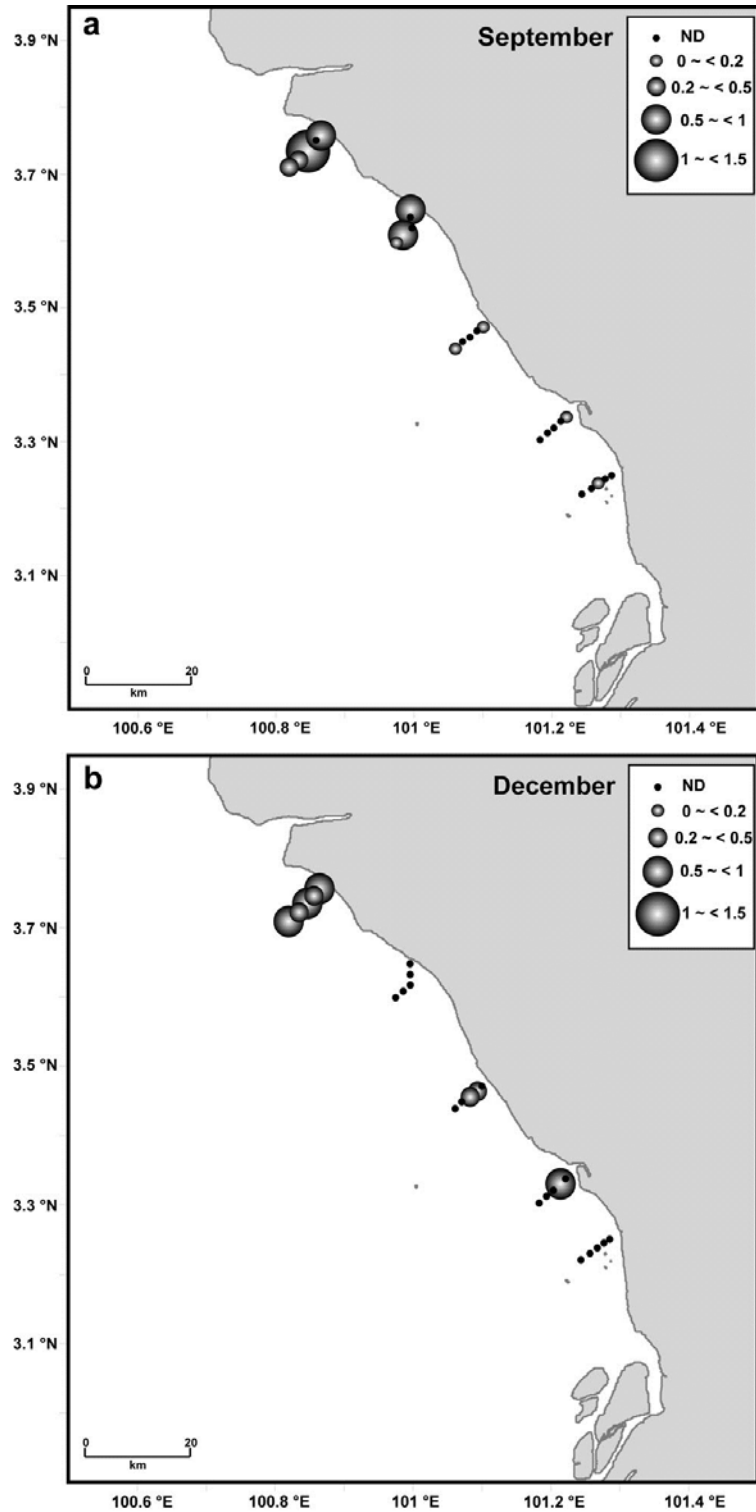 a
September
ND
0 ~ < 0.2
0.2 ~ < 0.5
0.5 ~ < 1
1 ~ < 1.5
3.9 °N
3.7 °N
3.5 °N
3.3 °N
3.1 °N
0 20
km
100.6 °E 100.8 °E 101 °E 101.2 °E 101.4 °E
b
December
ND
0 ~ < 0.2
0.2 ~ < 0.5
0.5 ~ < 1
1 ~ < 1.5
3.9 °N
3.7 °N
3.5 °N
3.3 °N
3.1 °N
0 20
km
100.6 °E 100.8 °E 101 °E 101.2 °E 101.4 °E